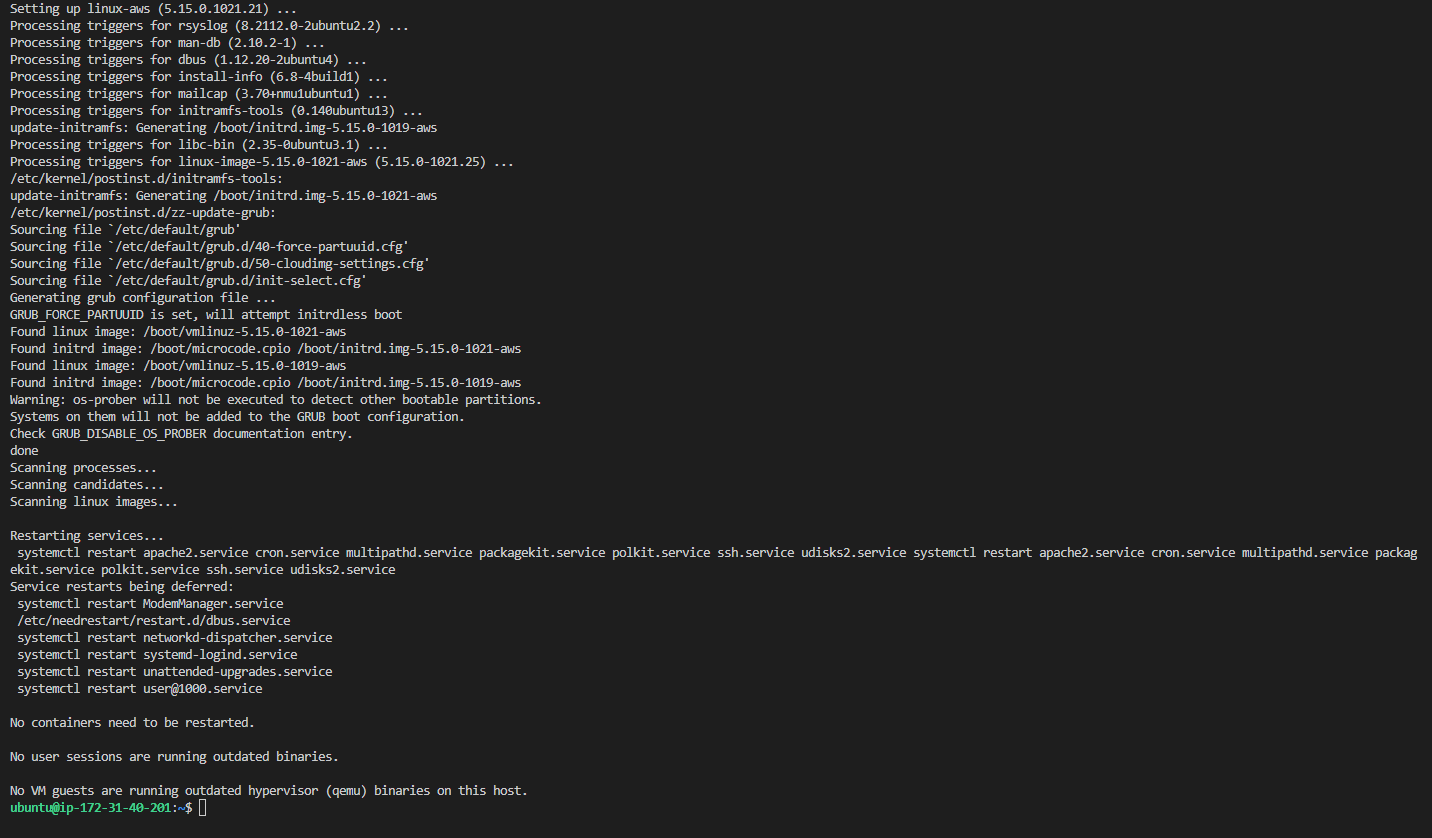 Setting up linux-aws (5.15.0.1021.21) ...
Processing triggers for rsyslog (8.2112.0-2ubuntu2.2) ...
Processing triggers for man-db (2.10.2-1) ...
Processing triggers for dbus (1.12.20-2ubuntu4) ...
Processing triggers for install-info (6.8-4build1) ...
Processing triggers for mailcap (3.70+nmu1ubuntu1) ...
Processing triggers for initramfs-tools (0.140ubuntu13) ...
update-initramfs: Generating /boot/initrd.img-5.15.0-1019-aws
Processing triggers for libc-bin (2.35-0ubuntu3.1) ...
Processing triggers for linux-image-5.15.0-1021-aws (5.15.0-1021.25) ...
/etc/kernel/postinst.d/initramfs-tools:
update-initramfs: Generating /boot/initrd.img-5.15.0-1021-aws
/etc/kernel/postinst.d/zz-update-grub:
Sourcing file `/etc/default/grub'
Sourcing file `/etc/default/grub.d/40-force-partuuid.cfg'
Sourcing file `/etc/default/grub.d/50-cloudimg-settings.cfg'
Sourcing file `/etc/default/grub.d/init-select.cfg'
Generating grub configuration file ...
GRUB_FORCE_PARTUUID is set, will attempt initrdless boot
Found linux image: /boot/vmlinuz-5.15.0-1021-aws
Found initrd image: /boot/microcode.cpio /boot/initrd.img-5.15.0-1021-aws
Found linux image: /boot/vmlinuz-5.15.0-1019-aws
Found initrd image: /boot/microcode.cpio /boot/initrd.img-5.15.0-1019-aws
Warning: os-prober will not be executed to detect other bootable partitions.
Systems on them will not be added to the GRUB boot configuration.
Check GRUB_DISABLE_OS_PROBER documentation entry.
done
Scanning processes...
Scanning candidates...
Scanning linux images...

Restarting services...
 systemctl restart apache2.service cron.service multipathd.service packagekit.service polkit.service ssh.service udisks2.service systemctl restart apache2.service cron.service multipathd.service packag
ekit.service polkit.service ssh.service udisks2.service
Service restarts being deferred:
 systemctl restart ModemManager.service
 /etc/needrestart/restart.d/dbus.service
 systemctl restart networkd-dispatcher.service
 systemctl restart systemd-logind.service
 systemctl restart unattended-upgrades.service
 systemctl restart user@1000.service

No containers need to be restarted.

No user sessions are running outdated binaries.

No VM guests are running outdated hypervisor (qemu) binaries on this host.
ubuntu@ip-172-31-40-201:~$